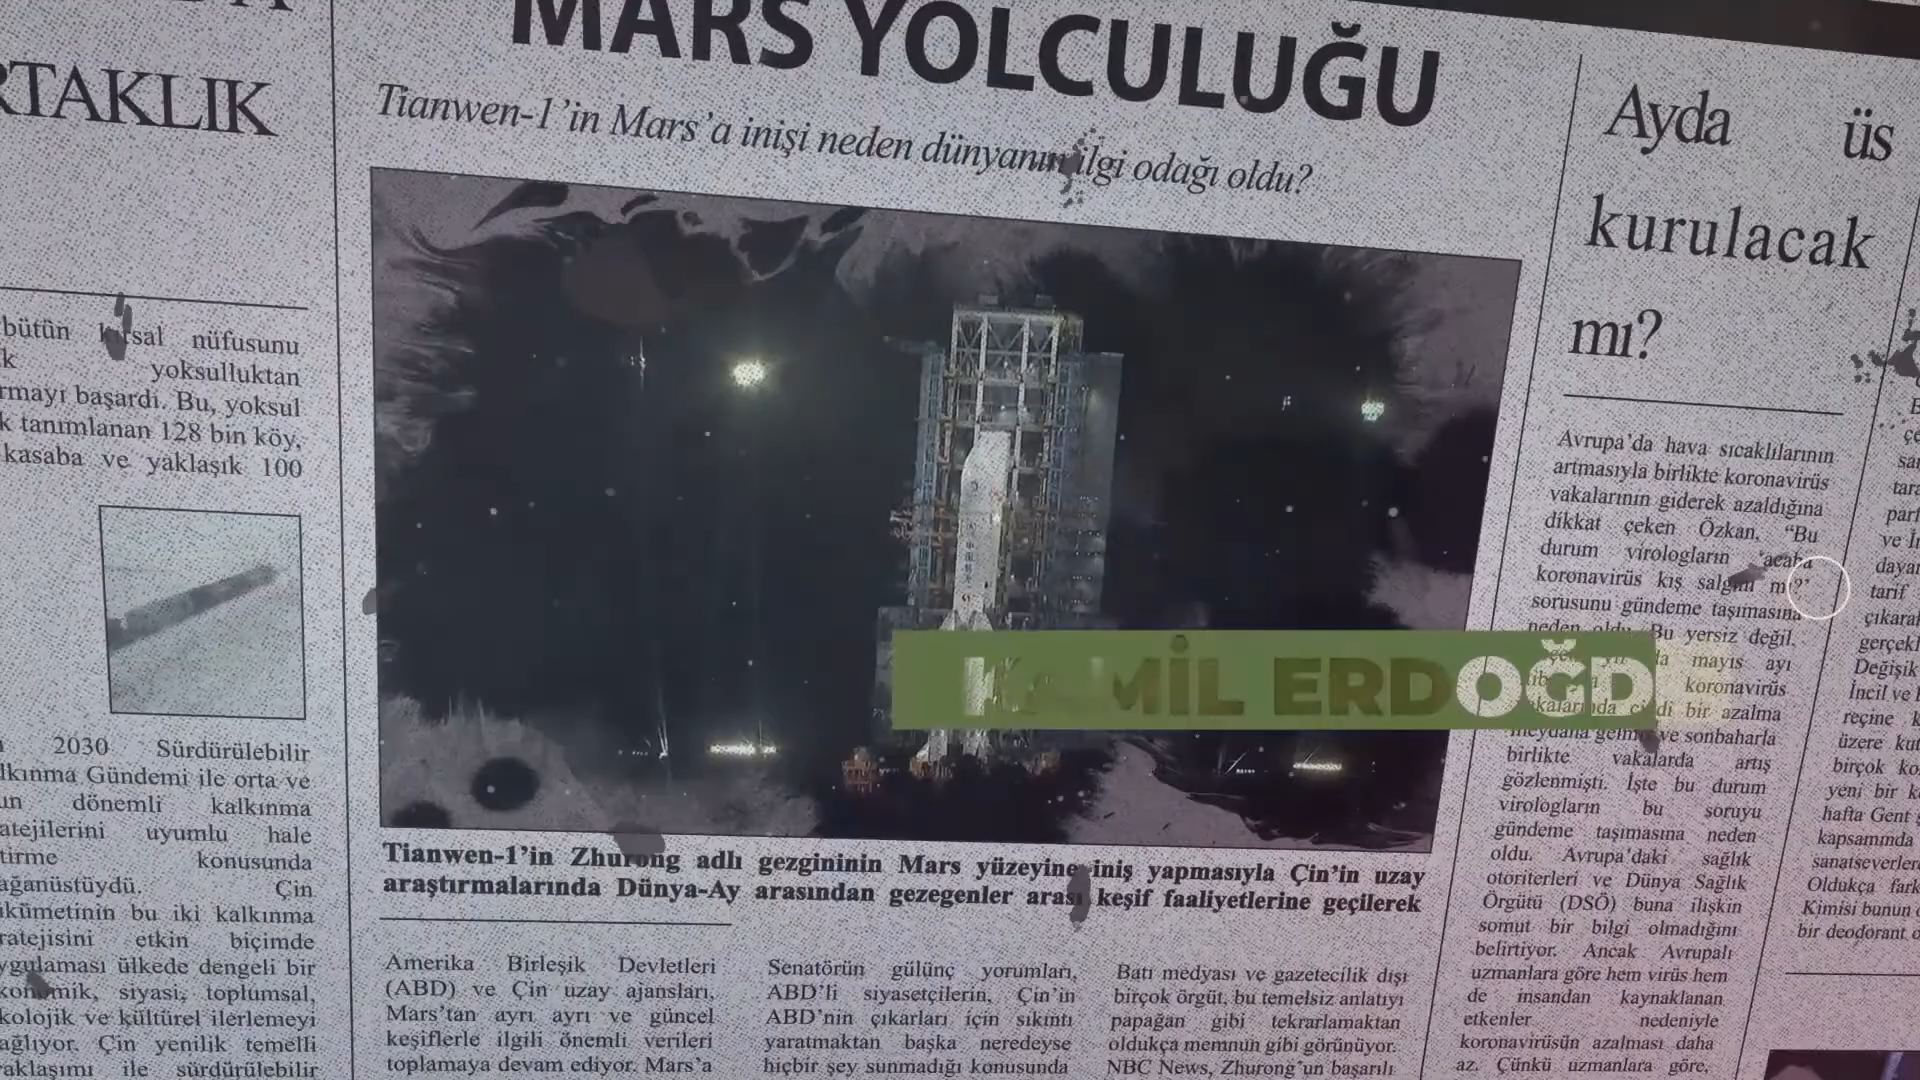 RTAKLIK
bütün kırsal nüfusunu
yoksulluktan
başardı. Bu, yoksul
tanımlanan 128 bin köy,
kasaba ve yaklaşık 100
2030 Sürdürülebilir
Gündemi ile orta ve
dönemli kalkınma
uyumlu hale
konusunda
Çin
bu iki kalkınma
etkin biçimde
ülkede dengeli bir
siyasi, toplumsal,
ve kültürel ilerlemeyi
Çin yenilik temelli
ile sürdürülebilir
MARS YOLCULUĞU
Tianwen-1’in Mars’a inişi neden dünyanın ilgi odağı oldu?
Tianwen-1’in Zhurong adlı gezgininin Mars yüzeyine iniş yapmasıyla Çin’in uzay
araştırmalarında Dünya-Ay arasından gezegenler arası keşif faaliyetlerine geçilerek
Amerika Birleşik Devletleri
(ABD) ve Çin uzay ajansları,
Mars’tan ayrı ayrı ve güncel
keşiflerle ilgili önemli verileri
toplamaya devam ediyor. Mars’a
Senatörün gülünç yorumları,
ABD’li siyasetçilerin, Çin’in
ABD’nin çıkarları için sıkıntı
yaratmaktan başka neredeyse
hiçbir şey sunmadığı konusunda
Batı medyası ve gazetecilik dışı
birçok örgüt, bu temelsiz anlatıyı
papağan gibi tekrarlamaktan
oldukça memnun gibi görünüyor.
NBC News, Zhurong’un başarılı
KAMİL ERDOĞD
Ayda üs
kurulacak
mı?
Avrupa’da hava sıcaklılarının
artmasıyla birlikte koronavirüs
vakalarının giderek azaldığına
dikkat çeken Özkan, “Bu
durum virologların ‘acaba
koronavirüs kış salgını mı?’
sorusunu gündeme taşımasına
neden oldu. Bu yersiz değil.
mayıs ayı
koronavirüs
bir azalma
meydana gelmiş ve sonbaharla
birlikte vakalarda artış
gözlenmişti. İşte bu durum
virologların bu soruyu
gündeme taşımasına neden
oldu. Avrupa’daki sağlık
otoriterleri ve Dünya Sağlık
Örgütü (DSÖ) buna ilişkin
somut bir bilgi olmadığını
belirtiyor. Ancak Avrupalı
uzmanlara göre hem virüs hem
de insandan kaynaklanan
etkenler nedeniyle
koronavirüsün azalması daha
az. Çünkü uzmanlara göre,
ve
tarif
Değişik
İncil ve
reçine
üzere
birçok
yeni bir
hafta Gent
kapsamında
Oldukça
Kimisi bunun
bir deodorant